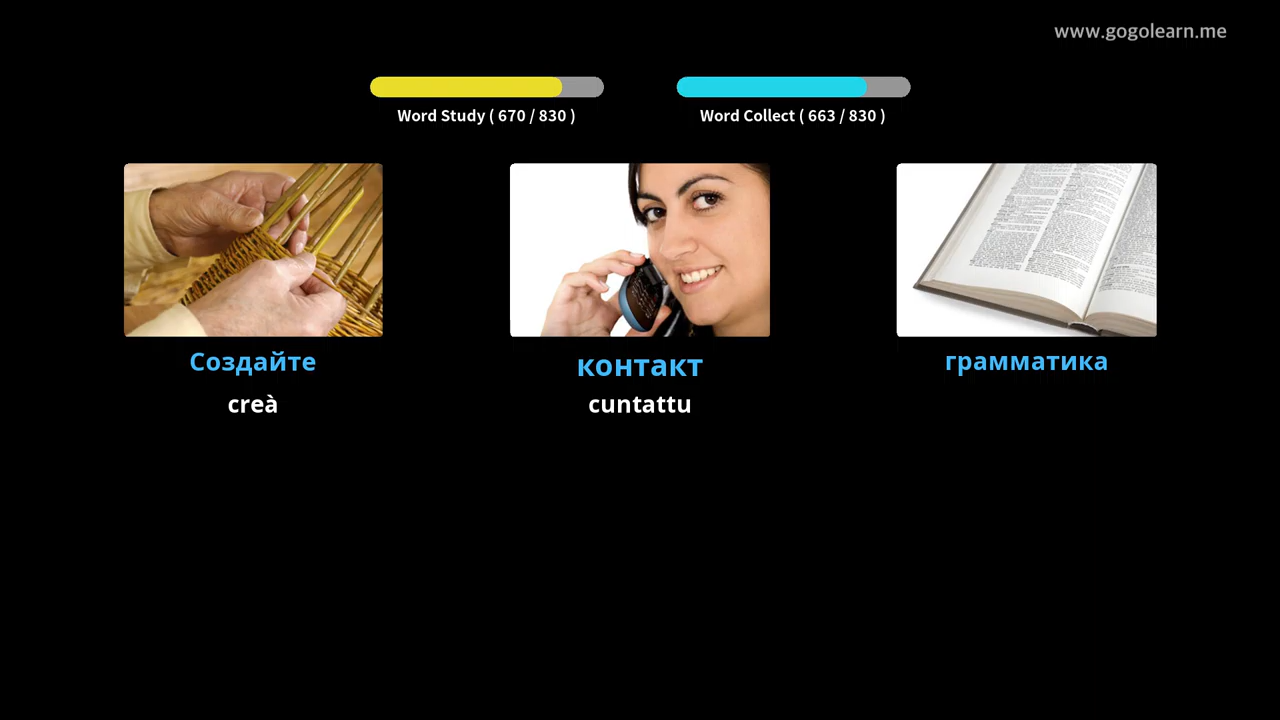 www.gogolearn.me
Word Study ( 670 / 830 )
Word Collect ( 663 / 830 )
Создайте
контакт
грамматика
creà
cuntattu